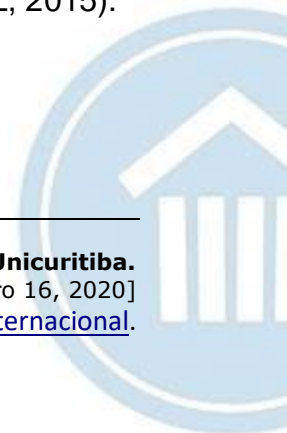 , 2015).
Unicuritiba.
ro 16, 2020]
ternacional.